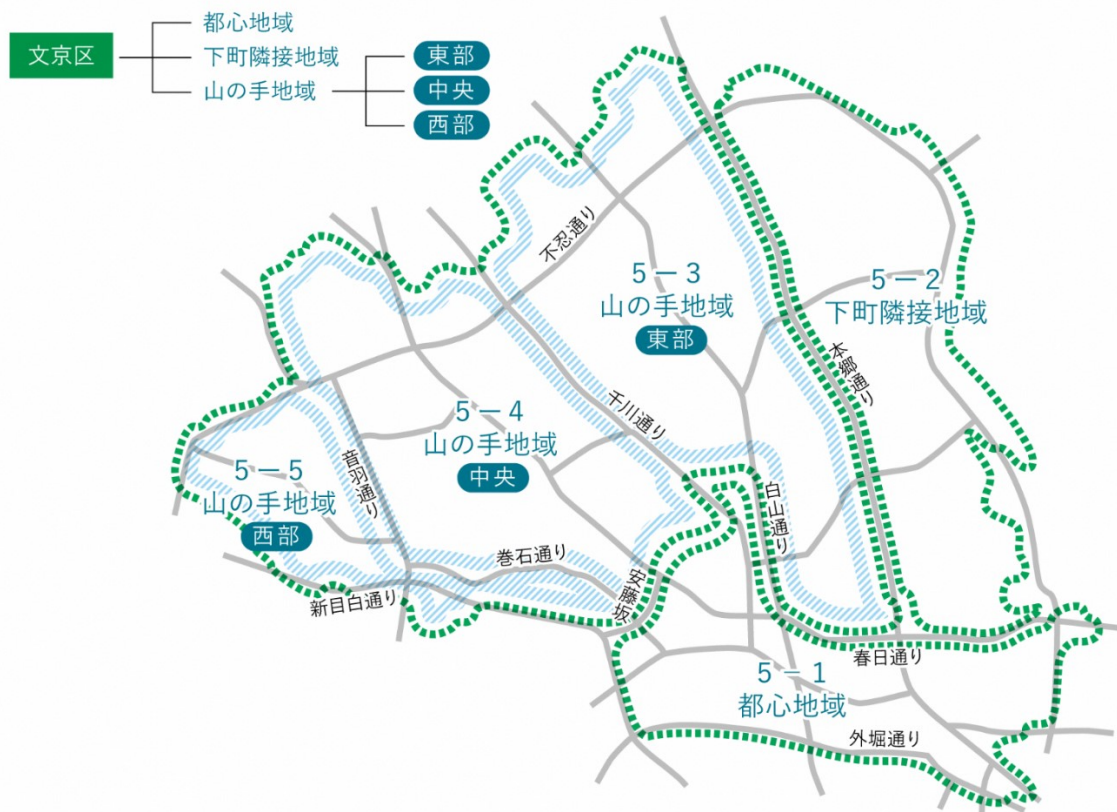 文京区
都心地域
下町隣接地域
山の手地域
東部
中央
西部
不忍通り
5－3
山の手地域
東部
5－2
下町隣接地域
本郷通り
千川通り
5－4
山の手地域
中央
音羽通り
5－5
山の手地域
西部
白山通り
巻石通り
安藤坂
新目白通り
春日通り
5－1
都心地域
外堀通り